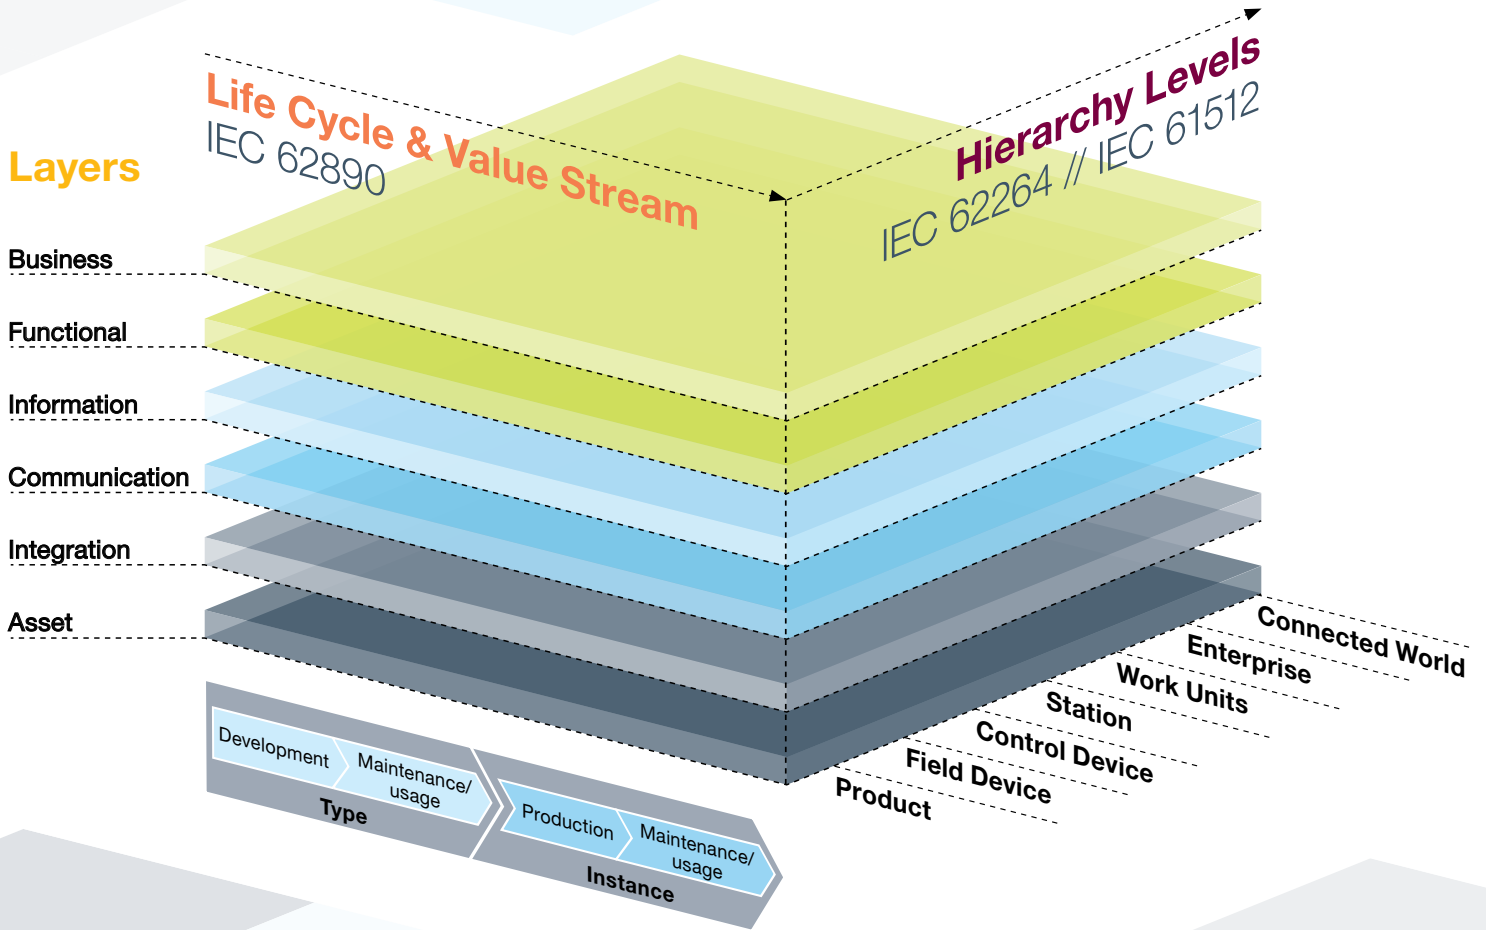 Life Cycle & Value Stream
IEC 62890
Hierarchy Levels
IEC 62264 // IEC 61512
Layers
Business
Functional
Information
Communication
Integration
Asset
Connected World
Enterprise
Work Units
Station
Control Device
Field Device
Product
Development
Maintenance/
usage
Type
Production
Maintenance/
usage
Instance